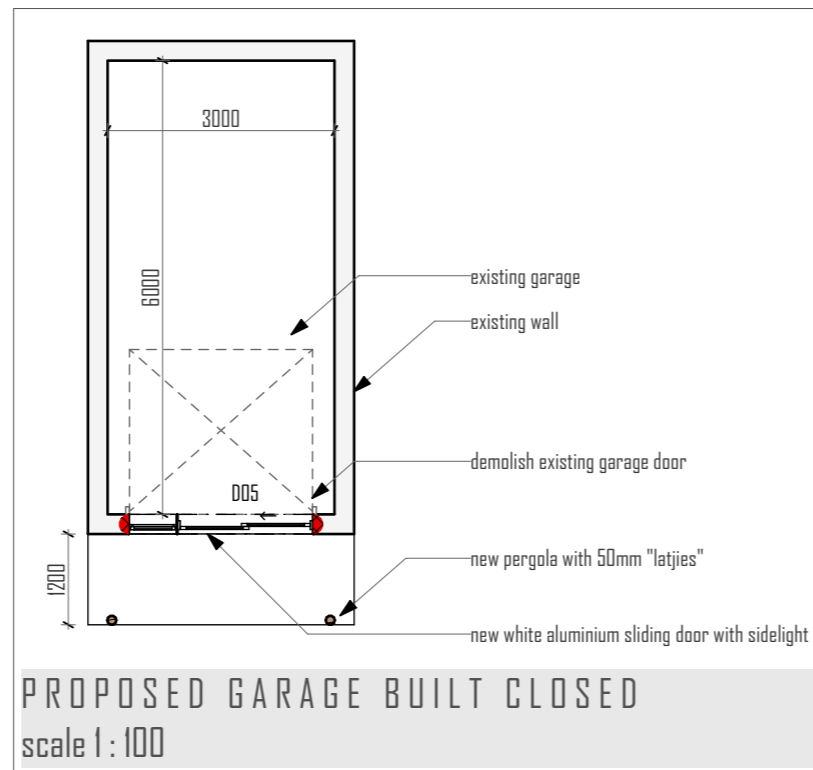 3000
6000
existing garage
existing wall
demolish existing garage door
D05
1200
new pergola with 50mm "latjies"
new white aluminium sliding door with sidelight
PROPOSED GARAGE BUILT CLOSED
scale 1 : 100